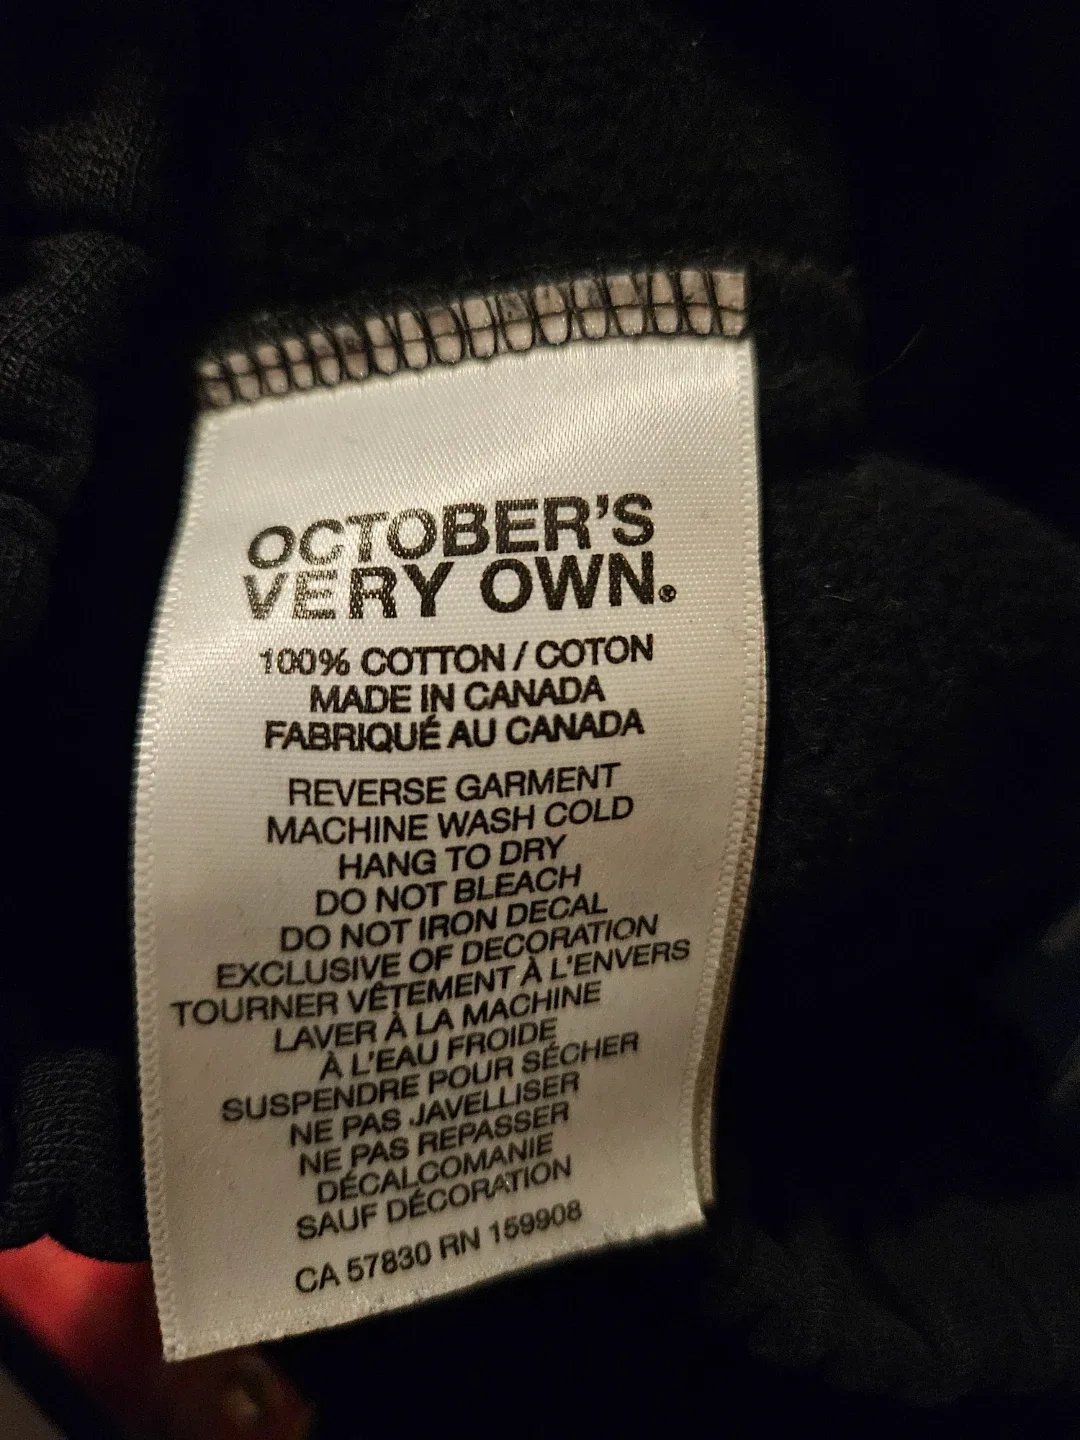 OCTOBER'S
VERY OWN.®
100% COTTON / COTON
MADE IN CANADA
FABRIQUÉ AU CANADA
REVERSE GARMENT
MACHINE WASH COLD
HANG TO DRY
DO NOT BLEACH
DO NOT IRON DECAL
EXCLUSIVE OF DECORATION
TOURNER VÊTEMENT À L'ENVERS
LAVER À LA MACHINE
À L'EAU FROIDE
SUSPENDRE POUR SÉCHER
NE PAS JAVELLISER
NE PAS REPASSER
DÉCALCOMANIE
SAUF DÉCORATION
CA 57830 RN 159908